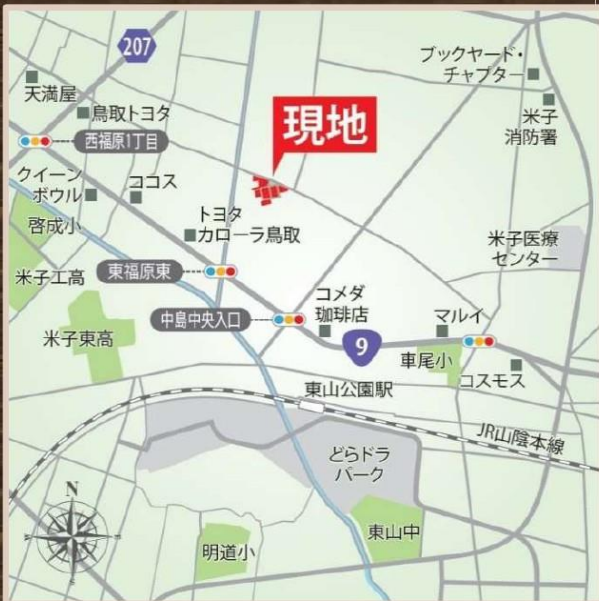 207
ブックヤード・
チャプター
天満屋
鳥取トヨタ
米子
消防署
現地
西福原1丁目
クイーン
ボウル
ココス
啓成小
トヨタ
カローラ鳥取
米子医療
センター
米子工高
東福原東
中島中央入口
コメダ
珈琲店
マルイ
米子東高
9
車尾小
コスモス
東山公園駅
JR山陰本線
どらドラ
パーク
N
東山中
明道小